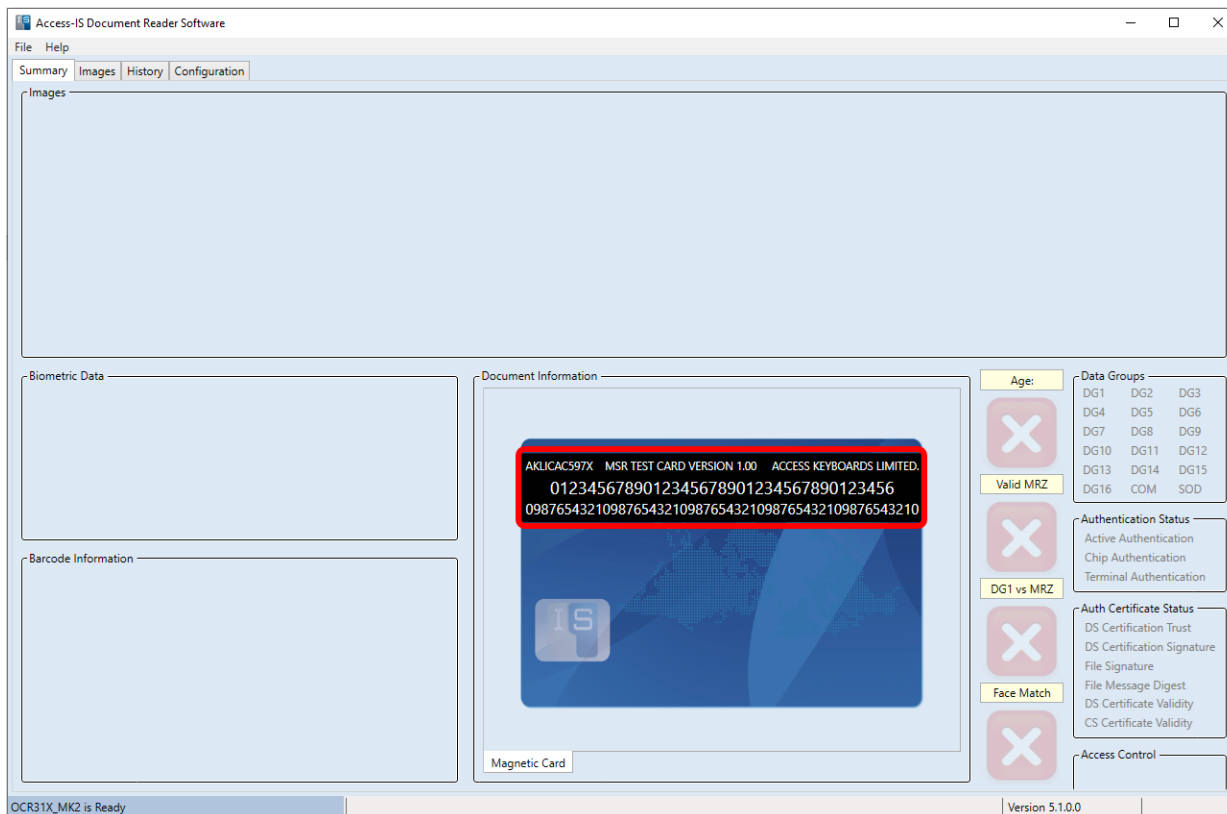 Access-IS Document Reader Software
File Help
Summary Images History Configuration
Images
Biometric Data
Barcode Information
Document Information
AKLICAC597X MSR TEST CARD VERSION 1.00 ACCESS KEYBOARDS LIMITED.
0123456789012345678901234567890123456
09876543210987654321098765432109876543210
IS
Magnetic Card
Age:
Valid MRZ
DG1 vs MRZ
Face Match
Data Groups
DG1 DG2 DG3
DG4 DG5 DG6
DG7 DG8 DG9
DG10 DG11 DG12
DG13 DG14 DG15
DG16 COM SOD
Authentication Status
Active Authentication
Chip Authentication
Terminal Authentication
Auth Certificate Status
DS Certification Trust
DS Certification Signature
File Signature
File Message Digest
DS Certificate Validity
CS Certificate Validity
Access Control
OCR31X_MK2 is Ready
Version 5.1.0.0